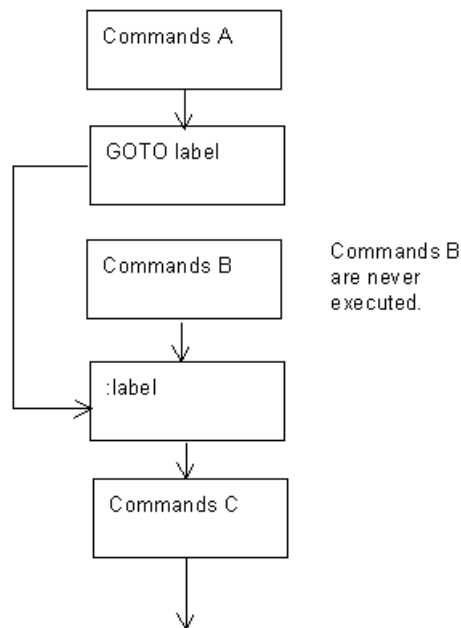 Commands A
GOTO label
Commands B
Commands B
are never
executed.
:label
Commands C